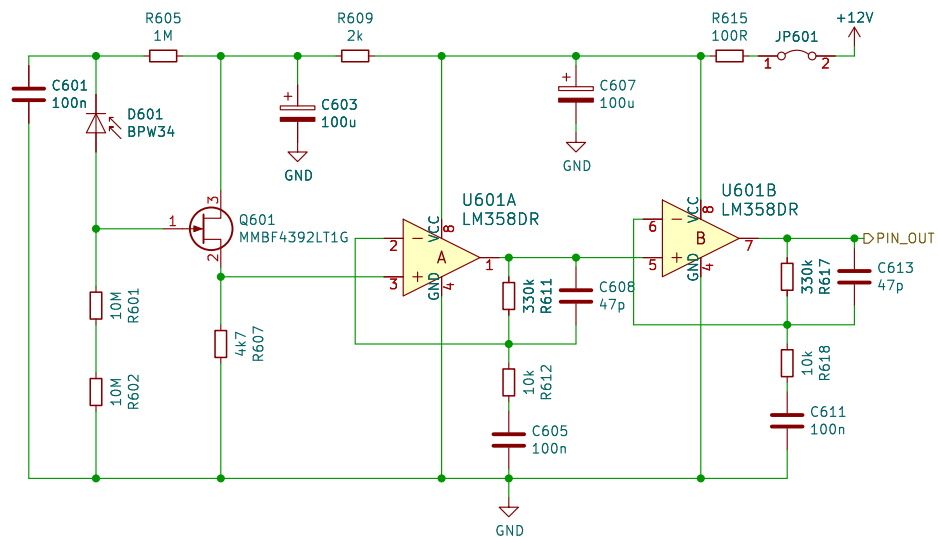 R605
1M
R609
2k
R615
100R
JP601
1
2
+12V
C601
100n
D601
BPW34
+
C603
100u
GND
+
C607
100u
GND
3
1
2
Q601
MMBF4392LT1G
U601A
LM358DR
VCC
8
2
−
A
3
+
1
GND
4
U601B
LM358DR
VCC
8
6
−
B
5
+
7
GND
4
PIN_OUT
10M
R601
10M
R602
4k7
R607
330k
R611
C608
47p
10k
R612
C605
100n
330k
R617
C613
47p
10k
R618
C611
100n
GND